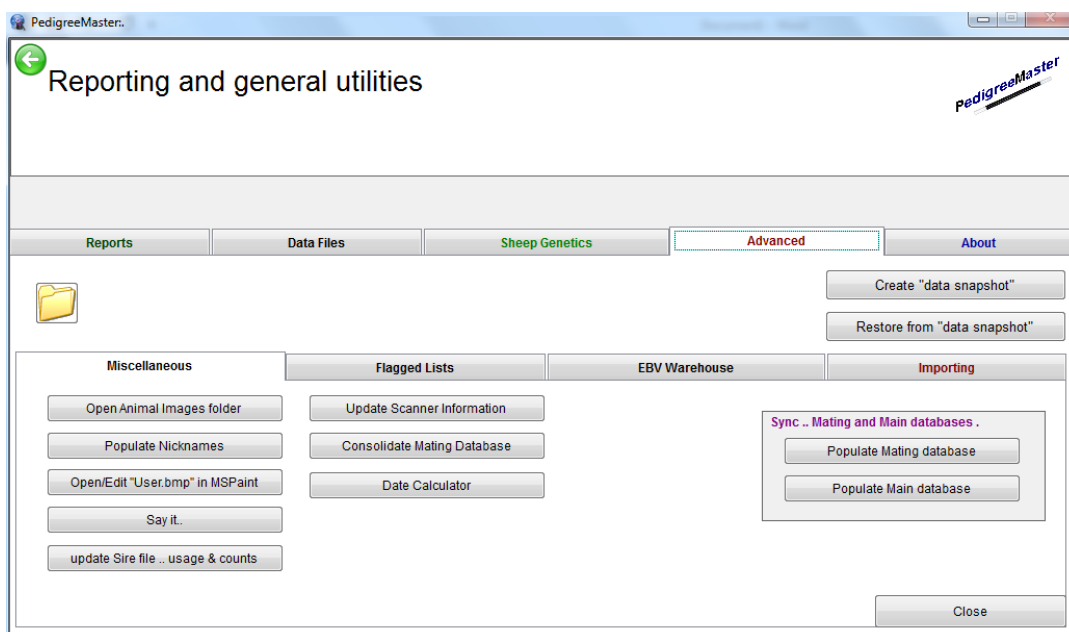 PedigreeMaster:.
Reporting and general utilities
PedigreeMaster
Reports
Data Files
Sheep Genetics
Advanced
About
Create "data snapshot"
Restore from "data snapshot"
Miscellaneous
Flagged Lists
EBV Warehouse
Importing
Open Animal Images folder
Update Scanner Information
Sync .. Mating and Main databases .
Populate Nicknames
Consolidate Mating Database
Populate Mating database
Open/Edit "User.bmp" in MSPaint
Date Calculator
Populate Main database
Say it..
update Sire file .. usage & counts
Close